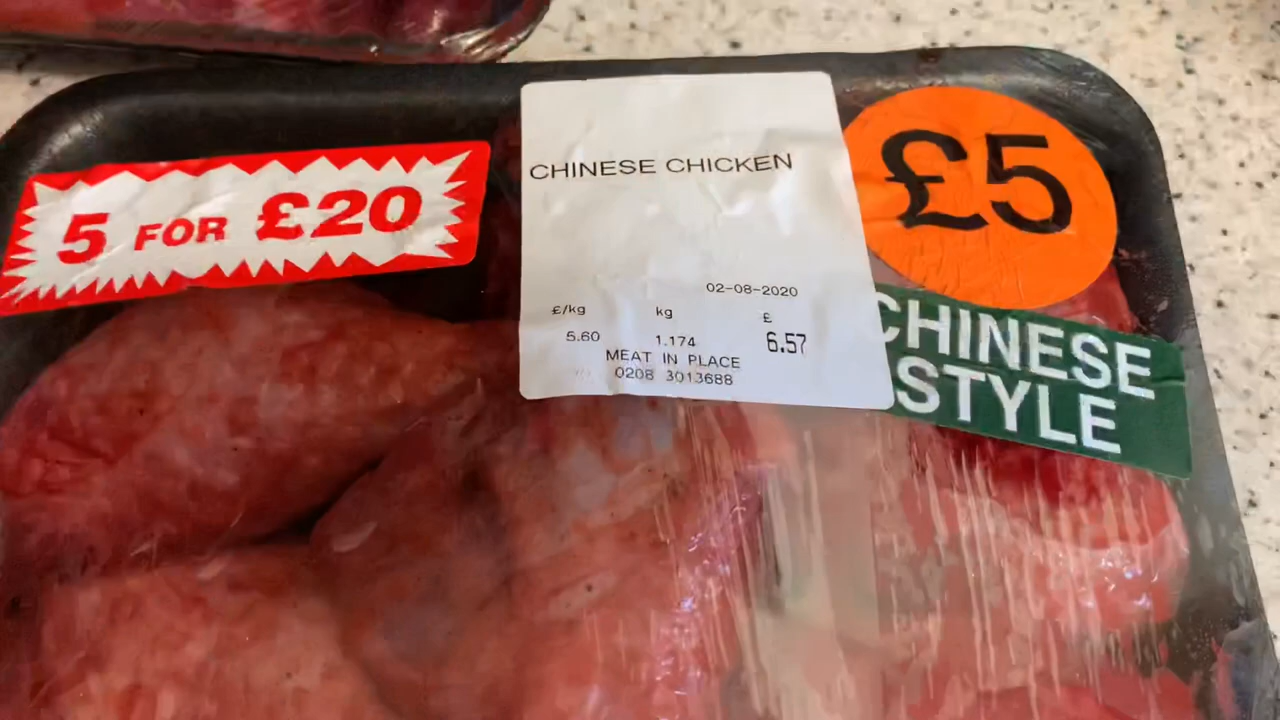 5 FOR £20
CHINESE CHICKEN
02-08-2020
£/kg kg £
5.60 1.174 6.57
MEAT IN PLACE
0208 3013688
£5
CHINESE
STYLE